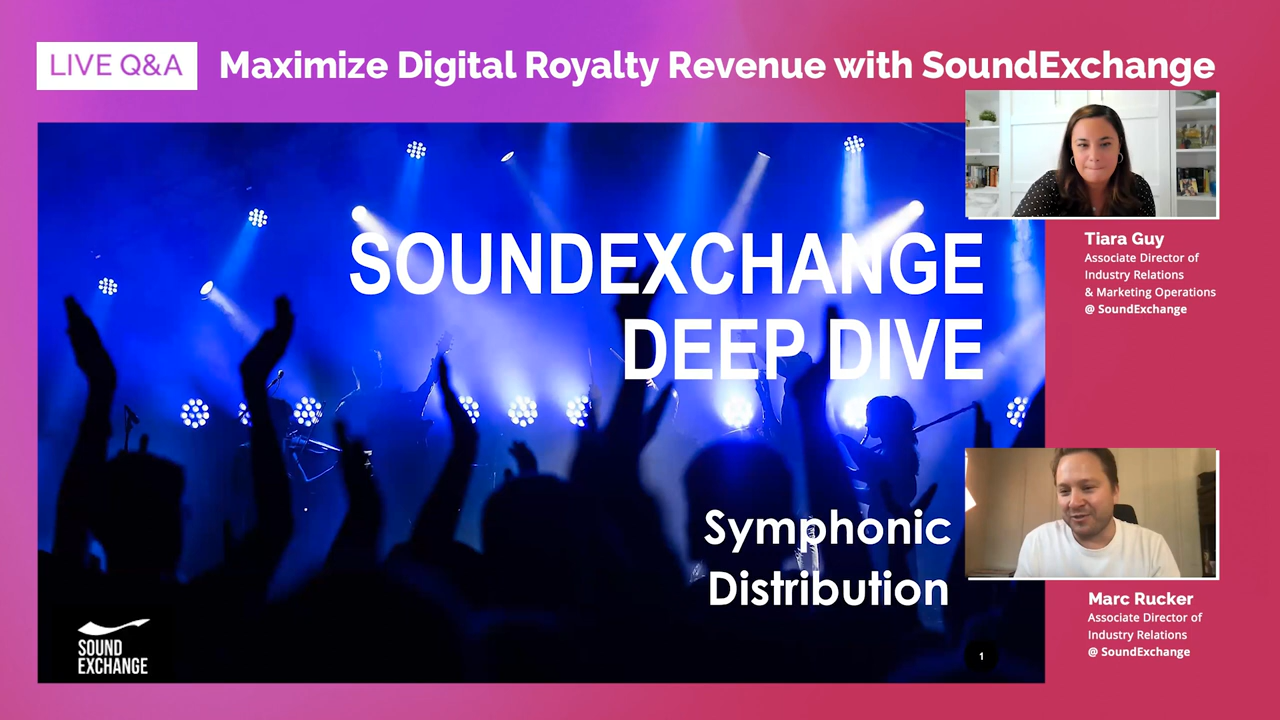 LIVE Q&A
Maximize Digital Royalty Revenue with SoundExchange
SOUNDEXCHANGE
DEEP DIVE
Symphonic
Distribution
SOUND
EXCHANGE
1
Tiara Guy
Associate Director of
Industry Relations
& Marketing Operations
@ SoundExchange
Marc Rucker
Associate Director of
Industry Relations
@ SoundExchange